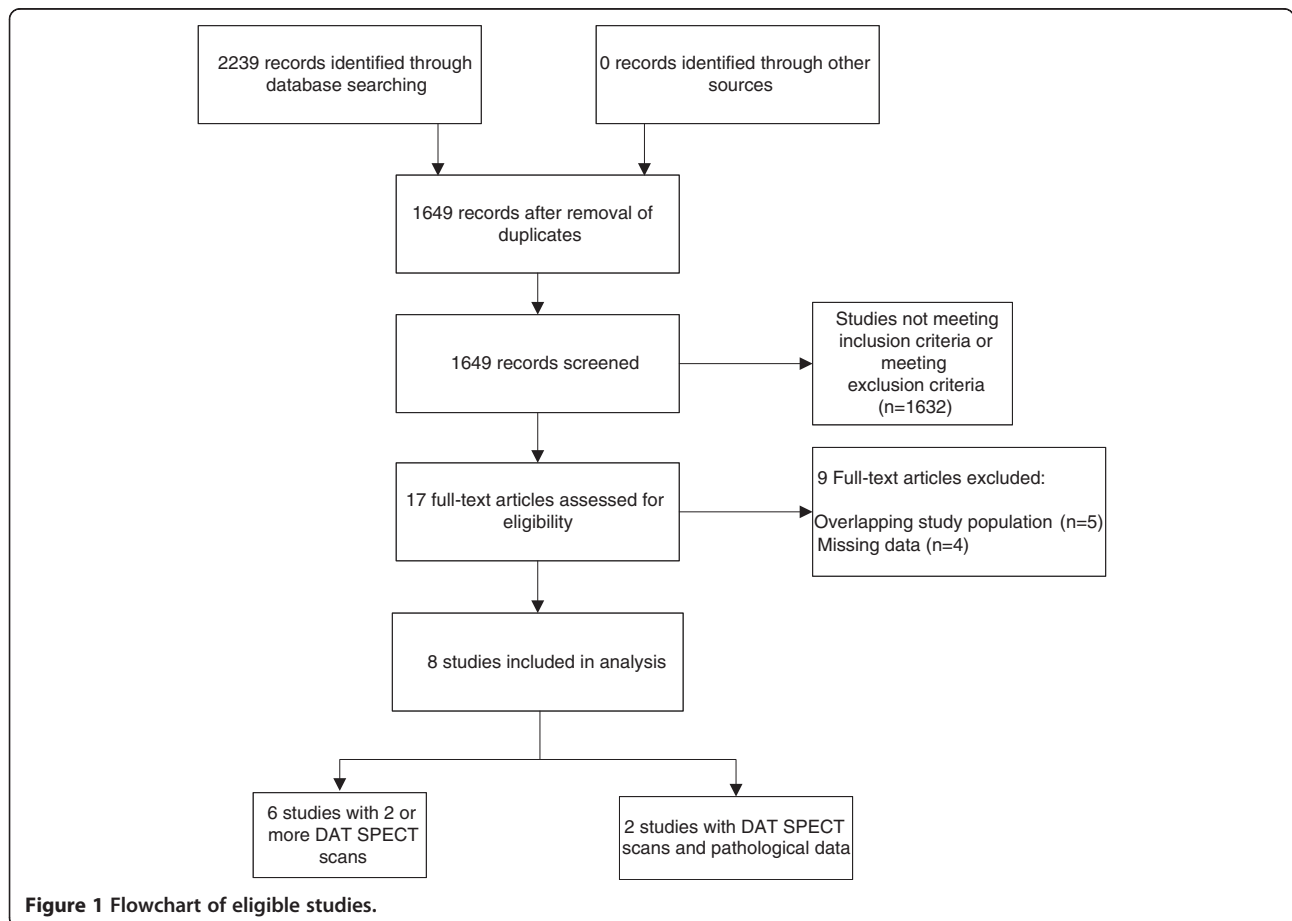 2239 records identified through
database searching
0 records identified through other
sources
1649 records after removal of
duplicates
1649 records screened
Studies not meeting
inclusion criteria or
meeting
exclusion criteria
(n=1632)
17 full-text articles assessed for
eligibility
9 Full-text articles excluded:
Overlapping study population (n=5)
Missing data (n=4)
8 studies included in analysis
6 studies with 2 or
more DAT SPECT
scans
2 studies with DAT SPECT
scans and pathological data
Figure 1 Flowchart of eligible studies.